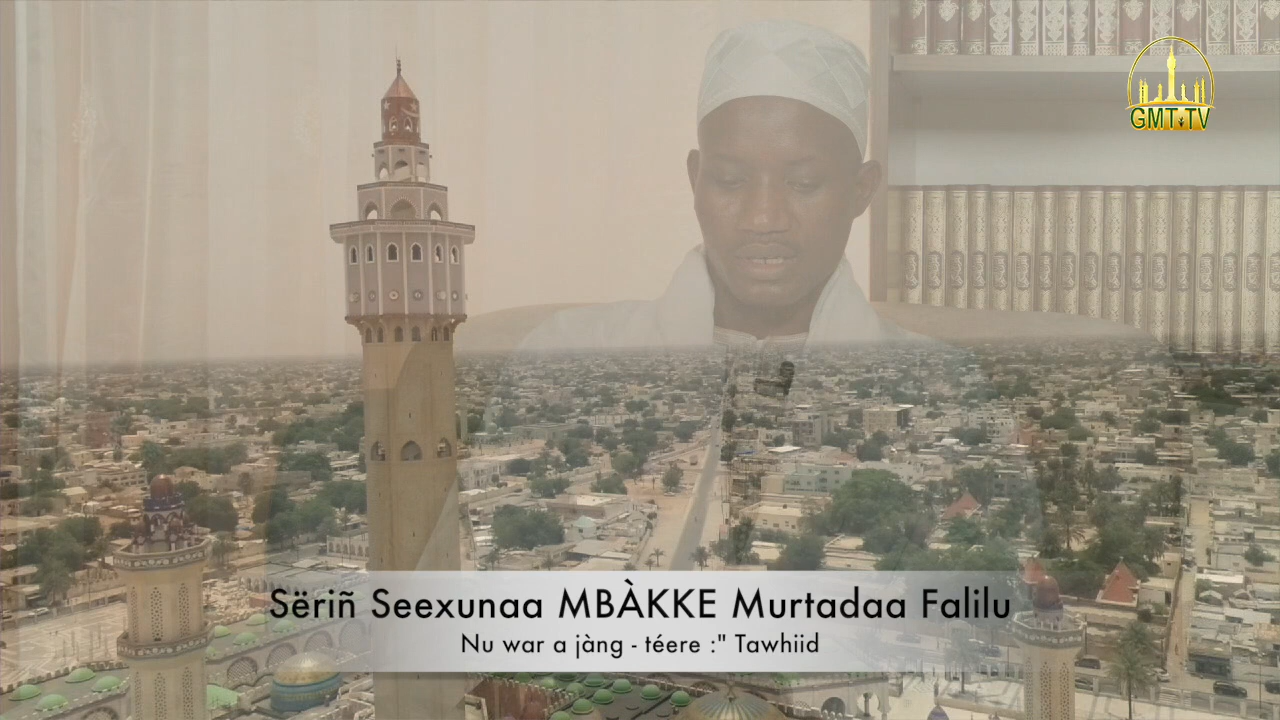 GMT TV
Sëriñ Seexunaa MBÀKKE Murtadaa Falilu
Nu war a jàng - téere :" Tawhiid